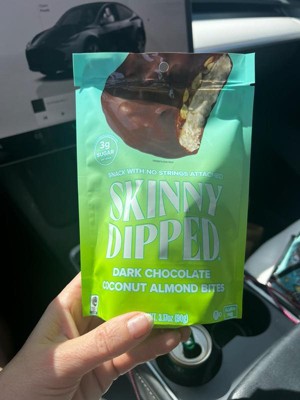 3g
SUGAR
SNACK WITH NO STRINGS ATTACHED
SKINNY
DIPPED
DARK CHOCOLATE
COCONUT ALMOND BITES